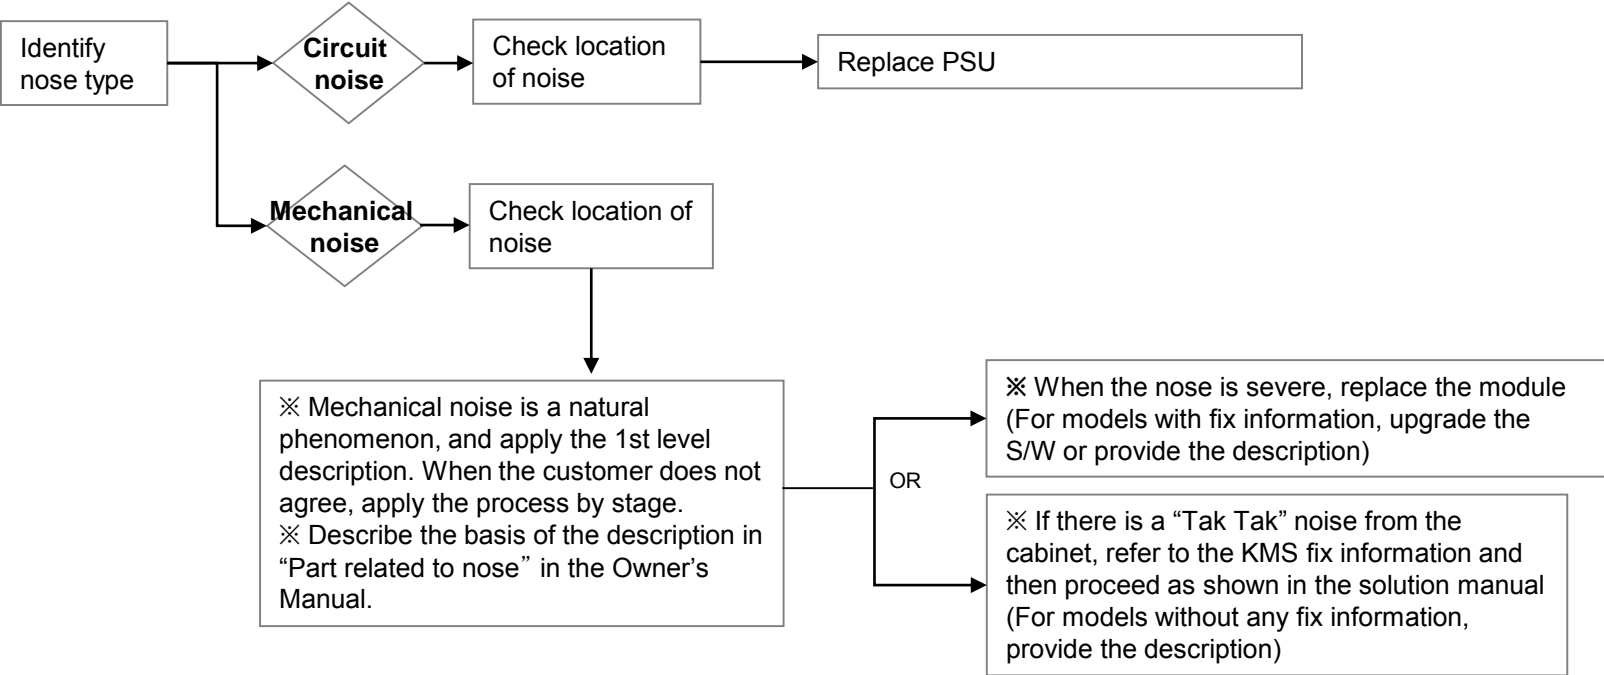 Identify
nose type
Circuit
noise
Check location
of noise
Replace PSU
Mechanical
noise
Check location of
noise
※ Mechanical noise is a natural
phenomenon, and apply the 1st level
description. When the customer does not
agree, apply the process by stage.
※ Describe the basis of the description in
“Part related to nose” in the Owner’s
Manual.
OR
※ When the nose is severe, replace the module
(For models with fix information, upgrade the
S/W or provide the description)
※ If there is a “Tak Tak” noise from the
cabinet, refer to the KMS fix information and
then proceed as shown in the solution manual
(For models without any fix information,
provide the description)